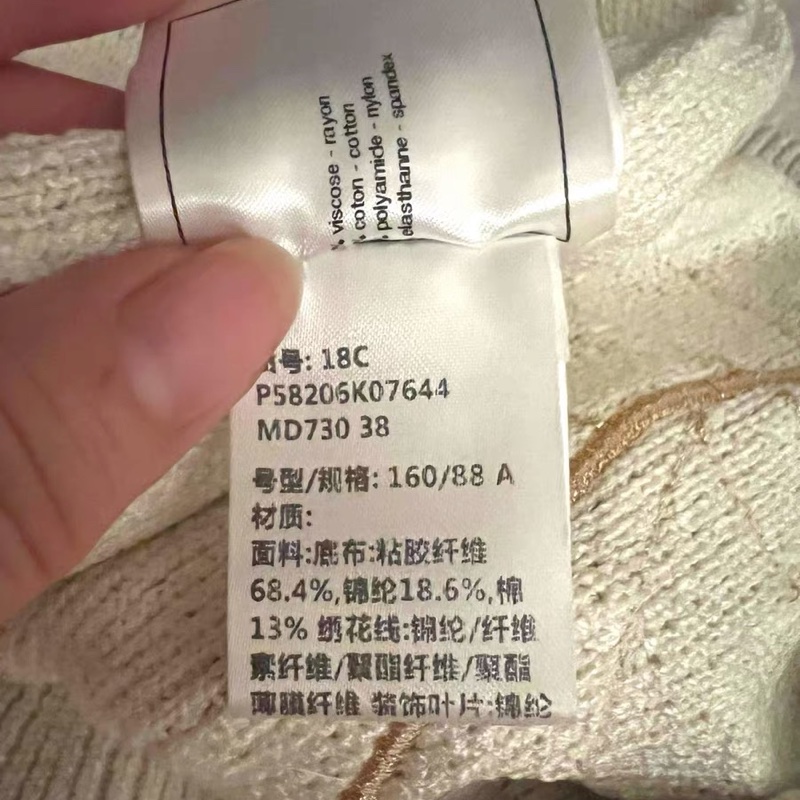 viscose - rayon
coton - cotton
polyamide - nylon
elasthanne - spandex
号: 18C
P58206K07644
MD730 38
号型/规格: 160/88 A
材质:
面料:底布:粘胶纤维
68.4%,锦纶18.6%,棉
13% 绣花线:锦纶/纤维
素纤维/聚酯纤维/聚酯
薄膜纤维 装饰叶片:锦纶